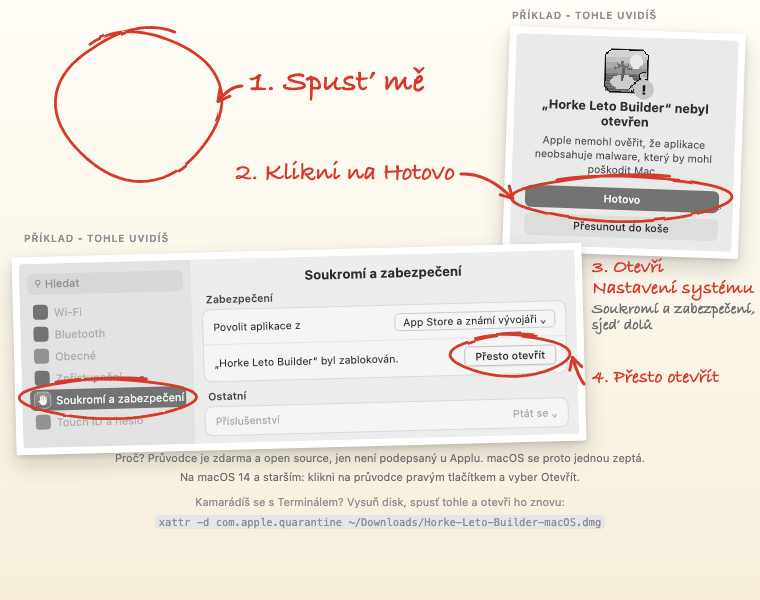 PŘÍKLAD - TOHLE UVIDÍŠ
1. Spusť mě
„Horke Leto Builder“ nebyl
otevřen
Apple nemohl ověřit, že aplikace
neobsahuje malware, který by mohl
poškodit Mac.
2. Klikni na Hotovo
Hotovo
Přesunout do koše
PŘÍKLAD - TOHLE UVIDÍŠ
3. Otevři
Nastavení systému
Soukromí a zabezpečení,
sjeď dolů
Hledat
Wi-Fi
Bluetooth
Obecné
Zpřístupnění
Soukromí a zabezpečení
Touch ID a heslo
Soukromí a zabezpečení
Zabezpečení
Povolit aplikace z
App Store a známí vývojáři
„Horke Leto Builder“ byl zablokován.
Přesto otevřít
Ostatní
Příslušenství
Ptát se
4. Přesto otevřít
Proč? Průvodce je zdarma a open source, jen není podepsaný u Applu. macOS se proto jednou zeptá.
Na macOS 14 a starším: klikni na průvodce pravým tlačítkem a vyber Otevřít.
Kamarádíš se s Terminálem? Vysuň disk, spusť tohle a otevři ho znovu:
xattr -d com.apple.quarantine ~/Downloads/Horke-Leto-Builder-macOS.dmg